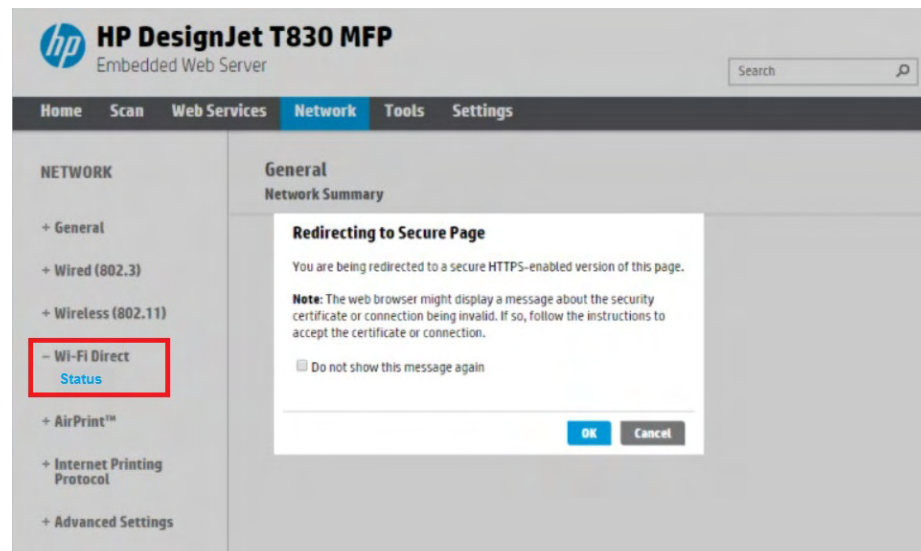 hp
HP DesignJet T830 MFP
Embedded Web Server
Search
Home Scan Web Services Network Tools Settings
NETWORK
+ General
+ Wired (802.3)
+ Wireless (802.11)
– Wi-Fi Direct
Status
+ AirPrint™
+ Internet Printing
Protocol
+ Advanced Settings
General
Network Summary
Redirecting to Secure Page
You are being redirected to a secure HTTPS-enabled version of this page.
Note: The web browser might display a message about the security
certificate or connection being invalid. If so, follow the instructions to
accept the certificate or connection.
Do not show this message again
OK Cancel